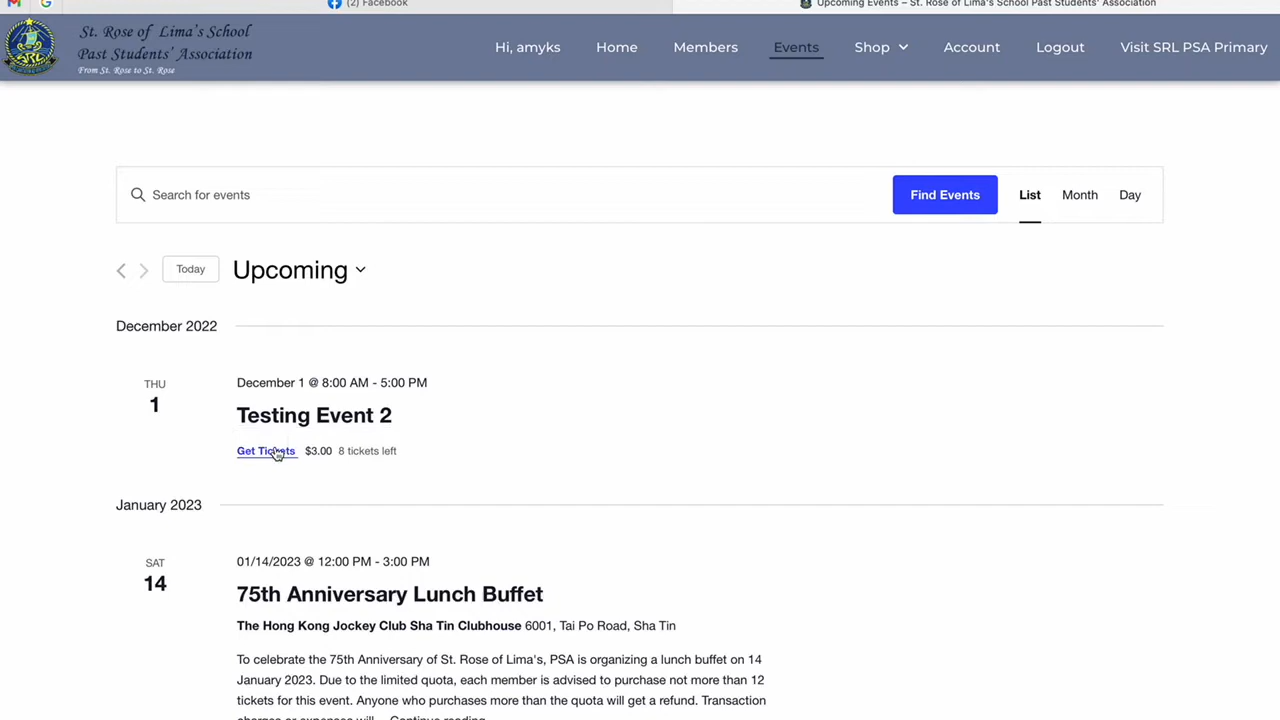 (2) Facebook
Upcoming Events – St. Rose of Lima's School Past Students' Association
St. Rose of Lima's School
Past Students' Association
From St. Rose to St. Rose
Hi, amyks
Home
Members
Events
Shop
Account
Logout
Visit SRL PSA Primary
Search for events
Find Events
List
Month
Day
Today
Upcoming
December 2022
THU
1
December 1 @ 8:00 AM - 5:00 PM
Testing Event 2
Get Tickets $3.00 8 tickets left
January 2023
SAT
14
01/14/2023 @ 12:00 PM - 3:00 PM
75th Anniversary Lunch Buffet
The Hong Kong Jockey Club Sha Tin Clubhouse 6001, Tai Po Road, Sha Tin
To celebrate the 75th Anniversary of St. Rose of Lima's, PSA is organizing a lunch buffet on 14
January 2023. Due to the limited quota, each member is advised to purchase not more than 12
tickets for this event. Anyone who purchases more than the quota will get a refund. Transaction
charges or expenses will... Continue reading